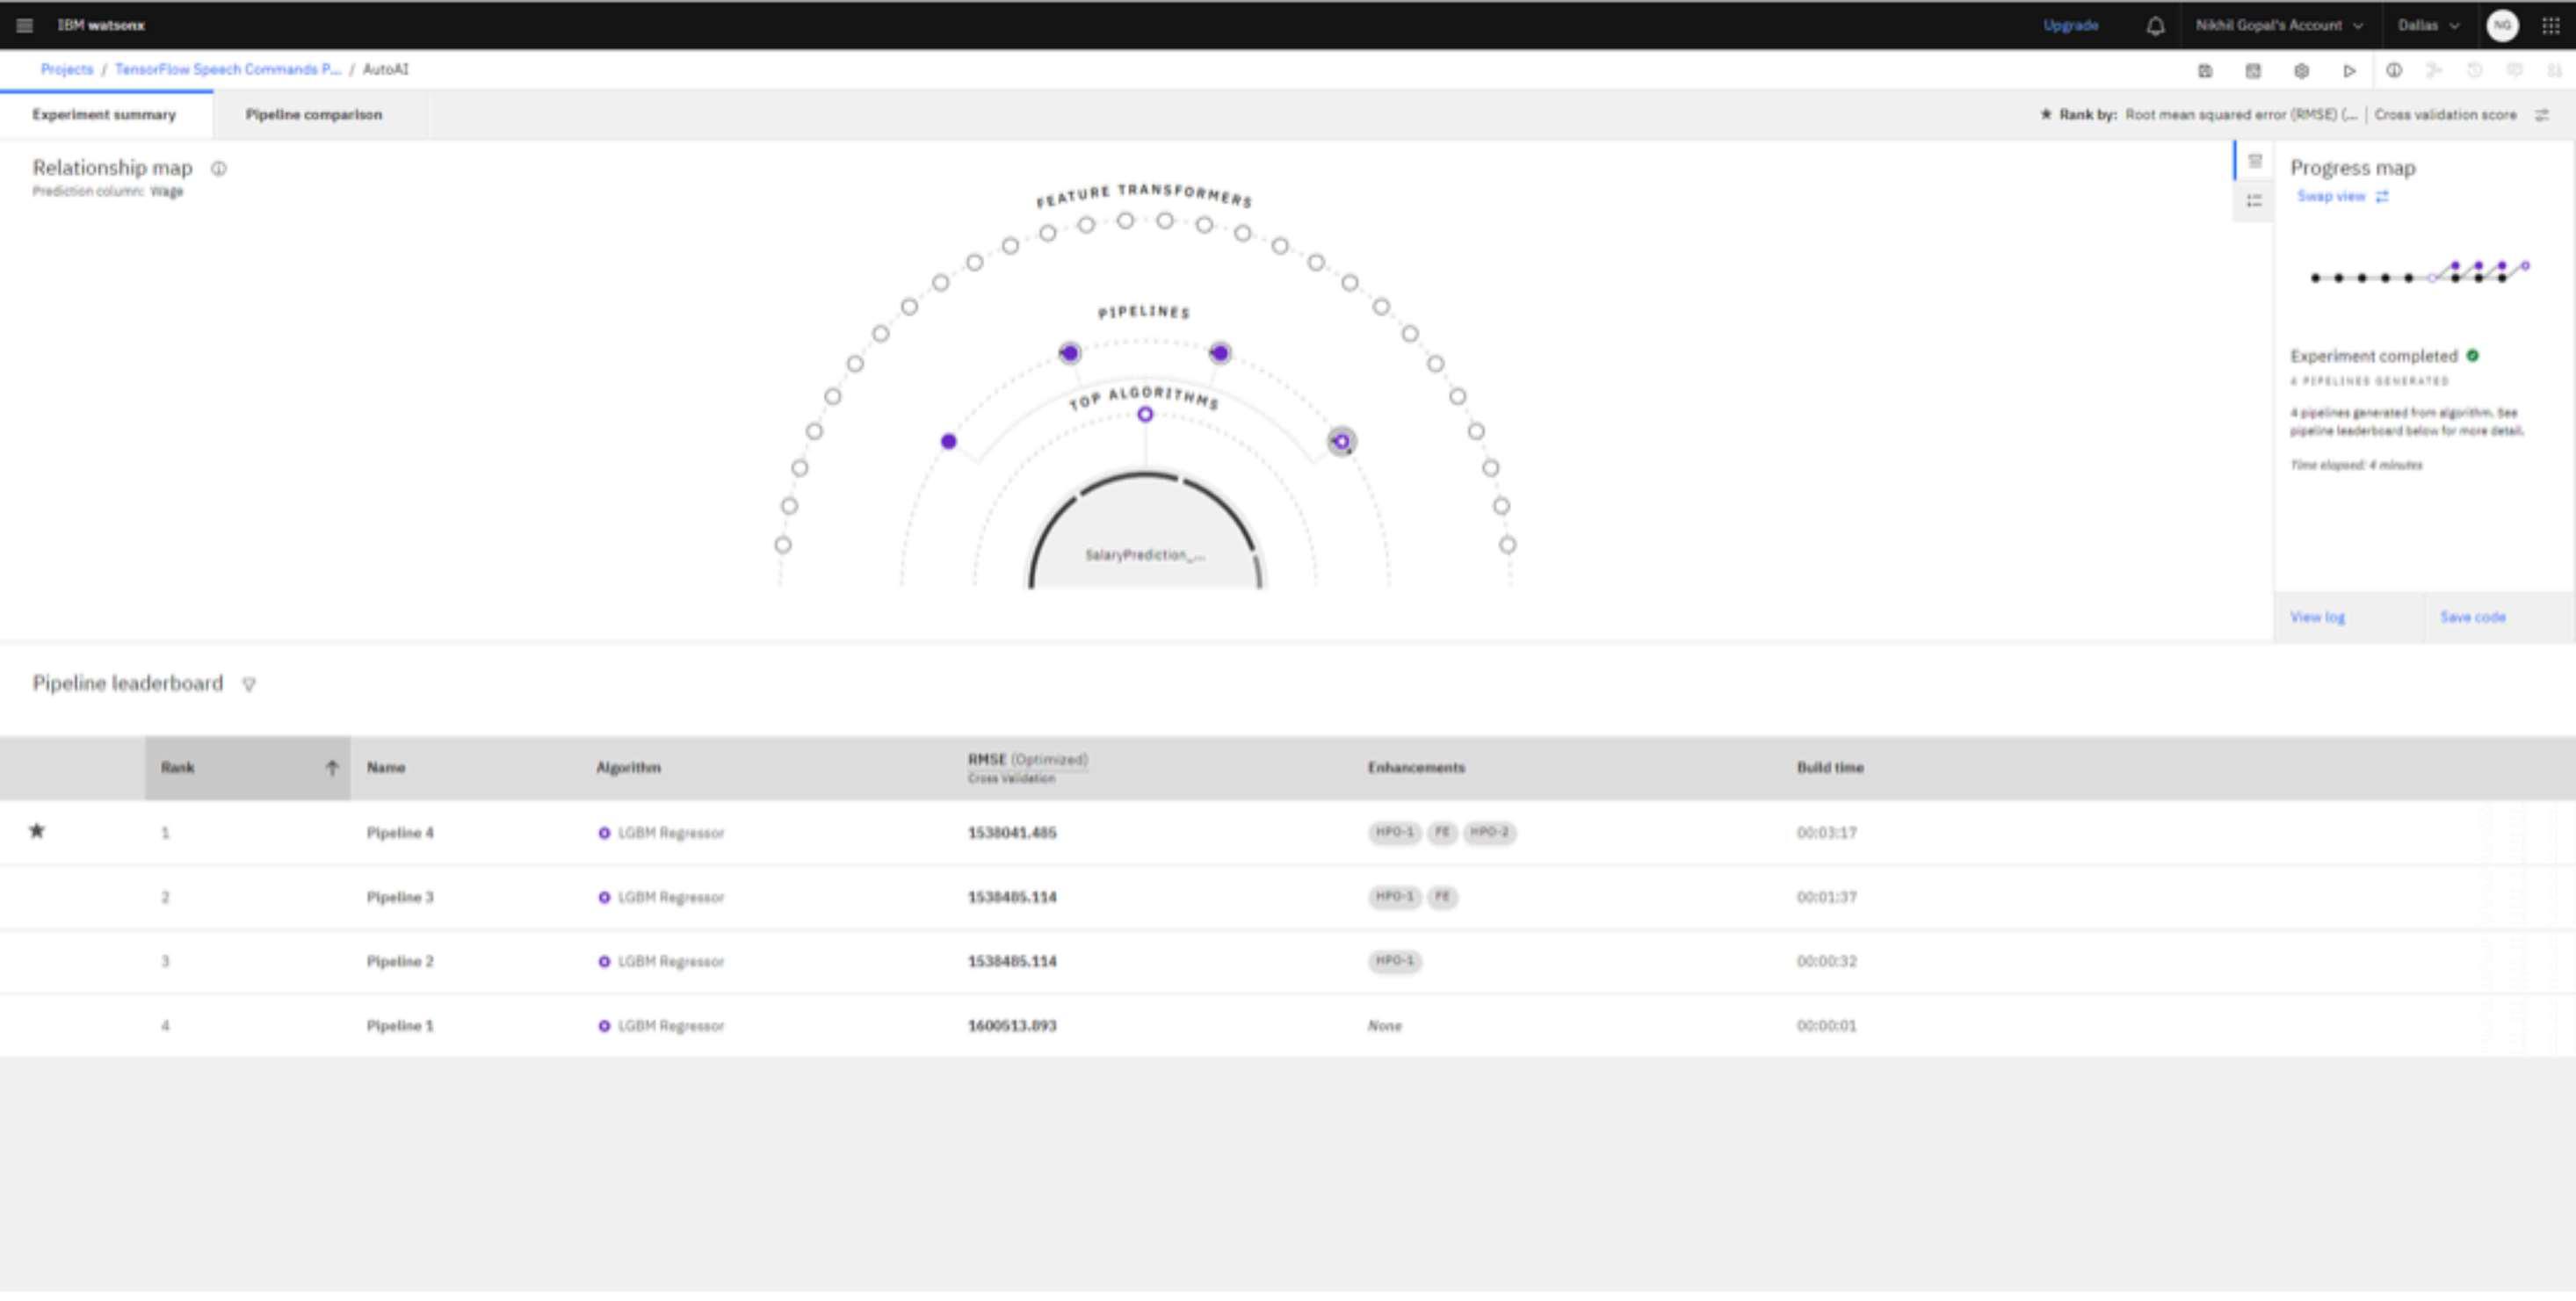 IBM watsonx
Upgrade
Nikhil Gopal's Account
Dallas
NG
Projects / TensorFlow Speech Commands P... / AutoAI
Experiment summary
Pipeline comparison
Rank by: Root mean squared error (RMSE) (... | Cross validation score
Relationship map
Prediction column: Wage
FEATURE TRANSFORMERS
PIPELINES
TOP ALGORITHMS
SalaryPrediction_...
Progress map
Swap view
Experiment completed
4 PIPELINES GENERATED
4 pipelines generated from algorithm. See
pipeline leaderboard below for more detail.
Time elapsed: 4 minutes
View log
Save code
Pipeline leaderboard
Rank Name Algorithm RMSE (Optimized) Enhancements Build time
Cross Validation
1 Pipeline 4 LGBM Regressor 1538041.485 HPO-1 FE HPO-2 00:03:17
2 Pipeline 3 LGBM Regressor 1538485.114 HPO-1 FE 00:01:37
3 Pipeline 2 LGBM Regressor 1538485.114 HPO-1 00:00:32
4 Pipeline 1 LGBM Regressor 1600513.893 None 00:00:01